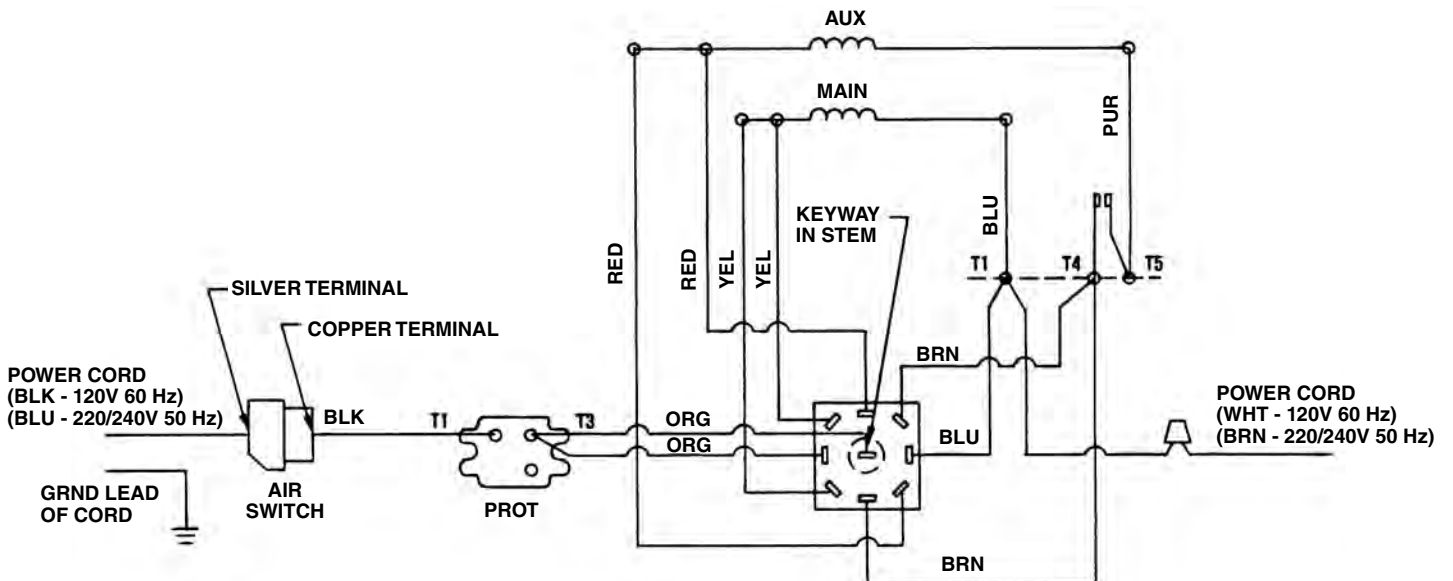 AUX
MAIN
PUR
KEYWAY
IN STEM
BLU
RED
RED
YEL
YEL
T1
T4
T5
SILVER TERMINAL
COPPER TERMINAL
BRN
POWER CORD
(BLK - 120V 60 Hz)
(BLU - 220/240V 50 Hz)
BLK
T1
T3
ORG
ORG
BLU
POWER CORD
(WHT - 120V 60 Hz)
(BRN - 220/240V 50 Hz)
GRND LEAD
OF CORD
AIR
SWITCH
PROT
BRN